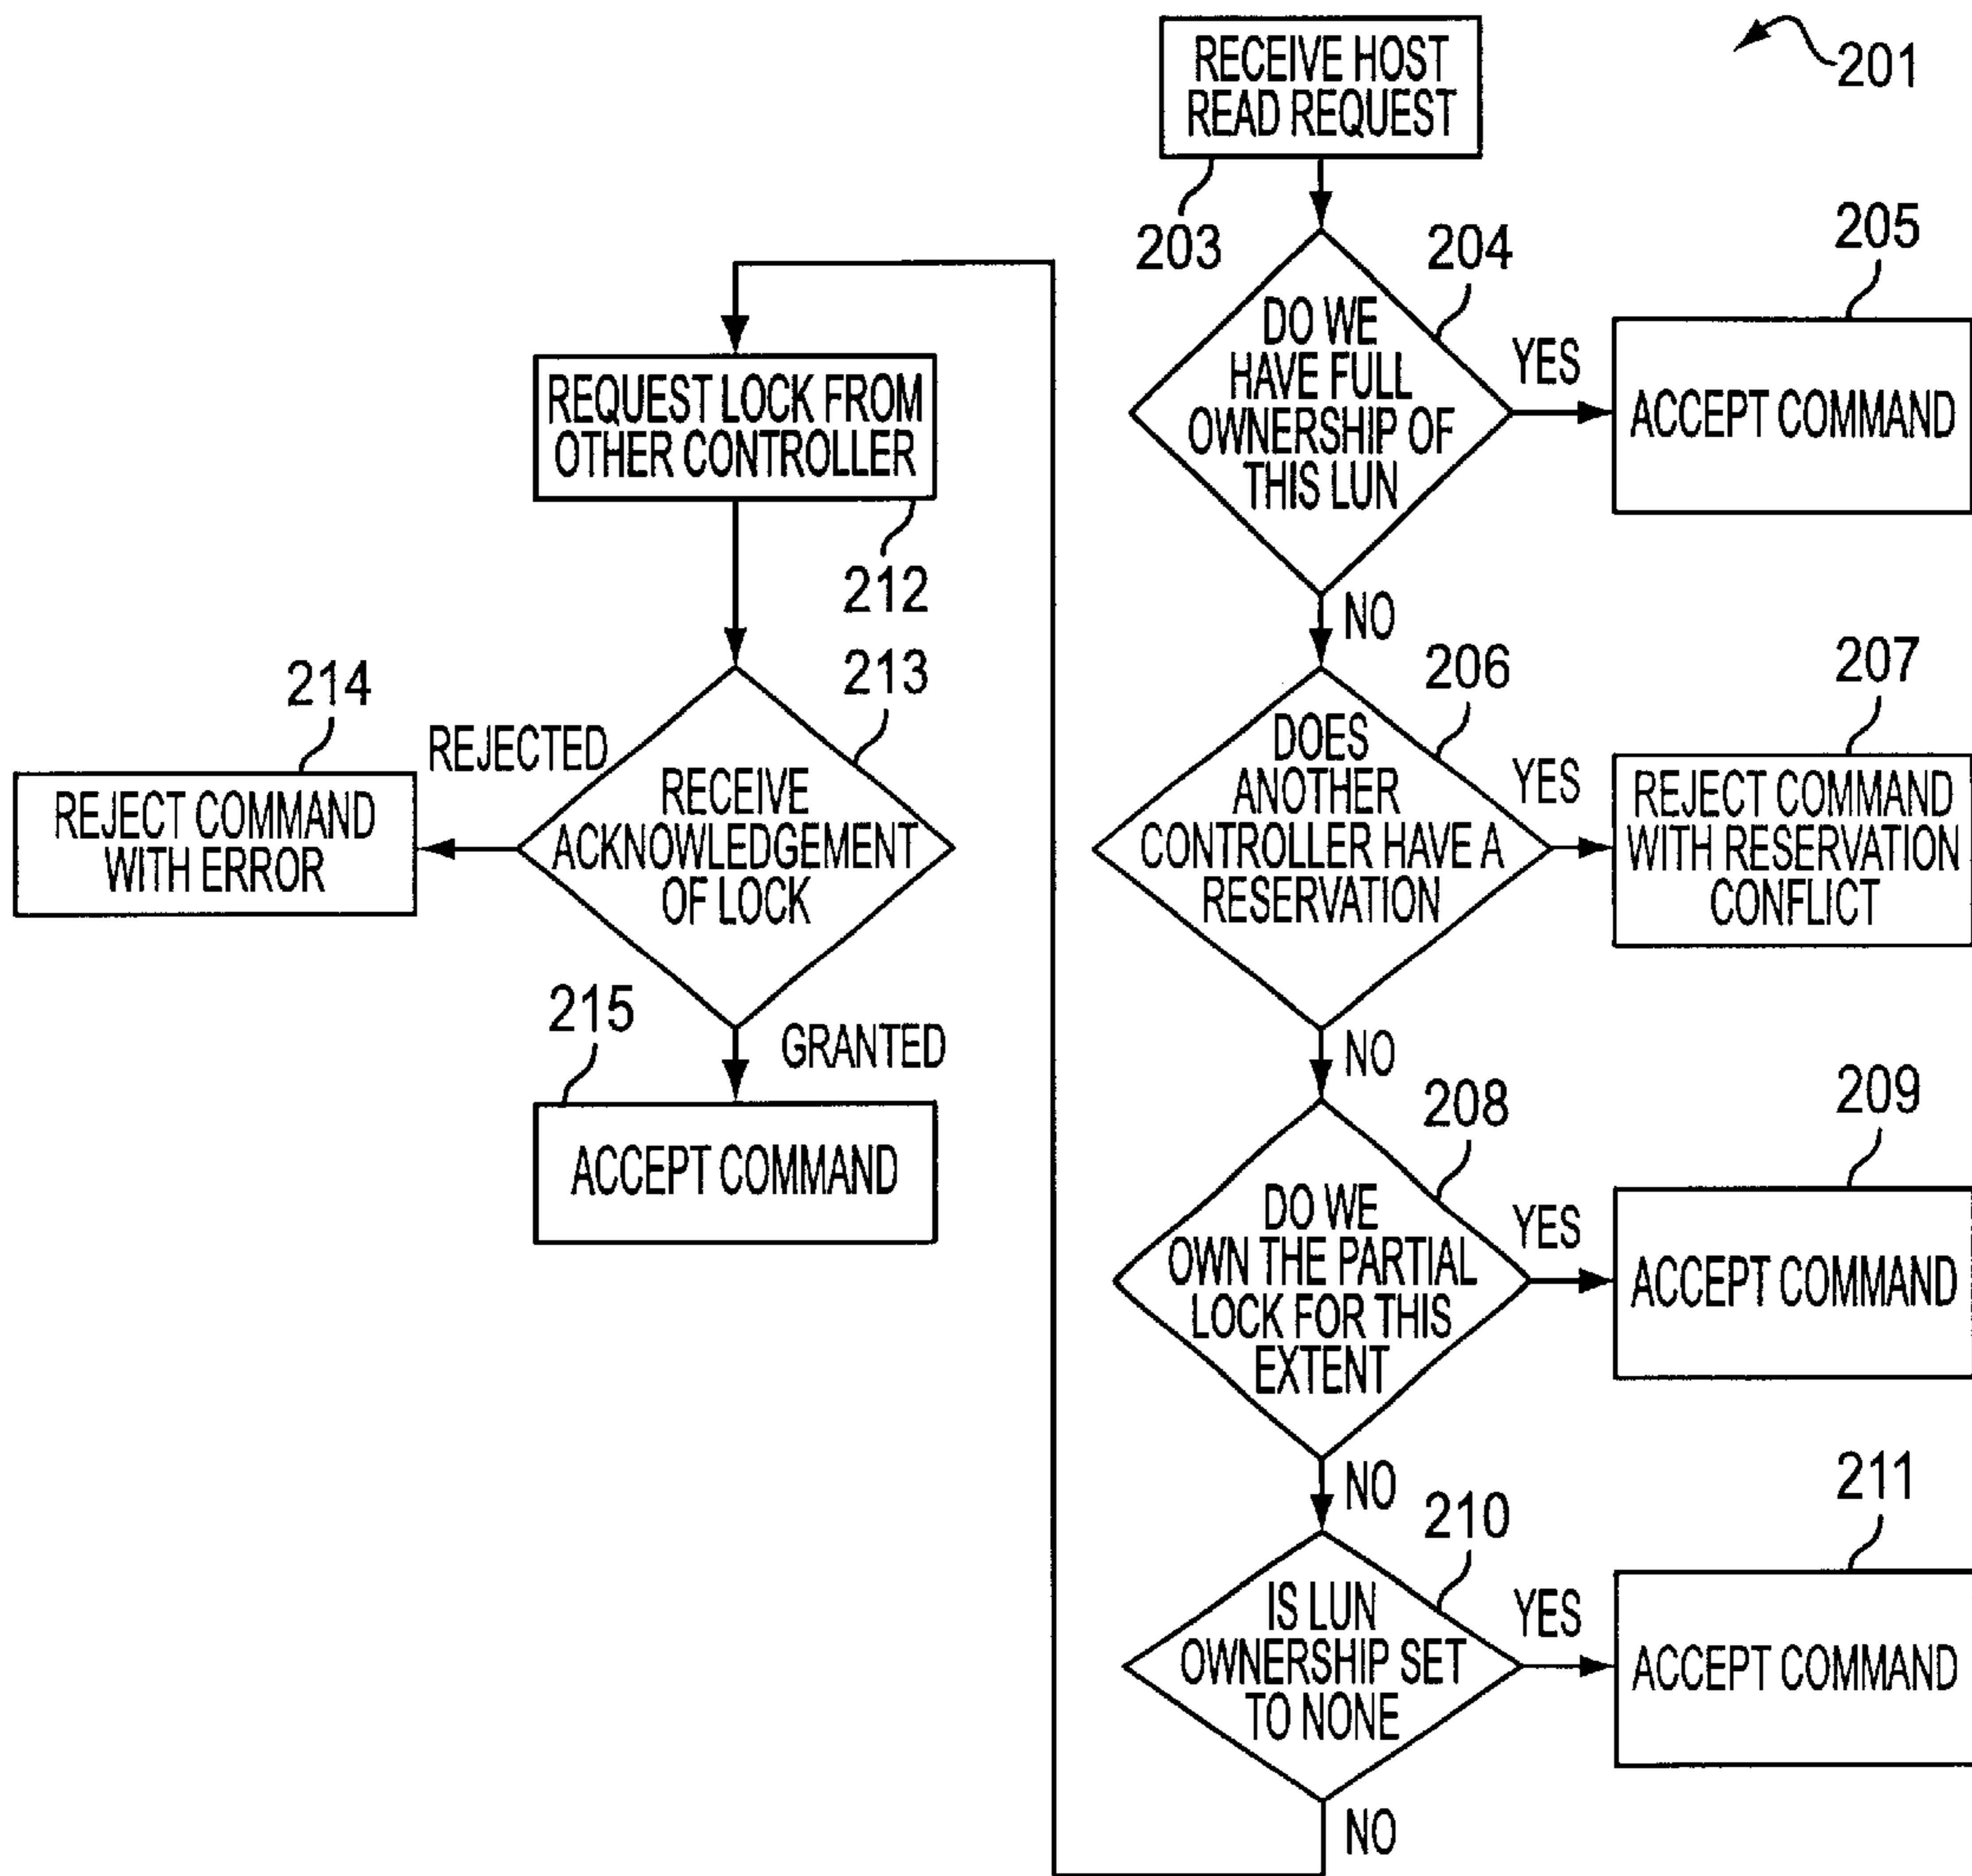 201
RECEIVE HOST
READ REQUEST
203
204
DO WE
HAVE FULL
OWNERSHIP OF
THIS LUN
YES
205
ACCEPT COMMAND
NO
206
DOES
ANOTHER
CONTROLLER HAVE A
RESERVATION
YES
207
REJECT COMMAND
WITH RESERVATION
CONFLICT
NO
208
DO WE
OWN THE PARTIAL
LOCK FOR THIS
EXTENT
YES
209
ACCEPT COMMAND
NO
210
IS LUN
OWNERSHIP SET
TO NONE
YES
211
ACCEPT COMMAND
NO
REQUEST LOCK FROM
OTHER CONTROLLER
212
213
RECEIVE
ACKNOWLEDGEMENT
OF LOCK
REJECTED
214
REJECT COMMAND
WITH ERROR
GRANTED
215
ACCEPT COMMAND